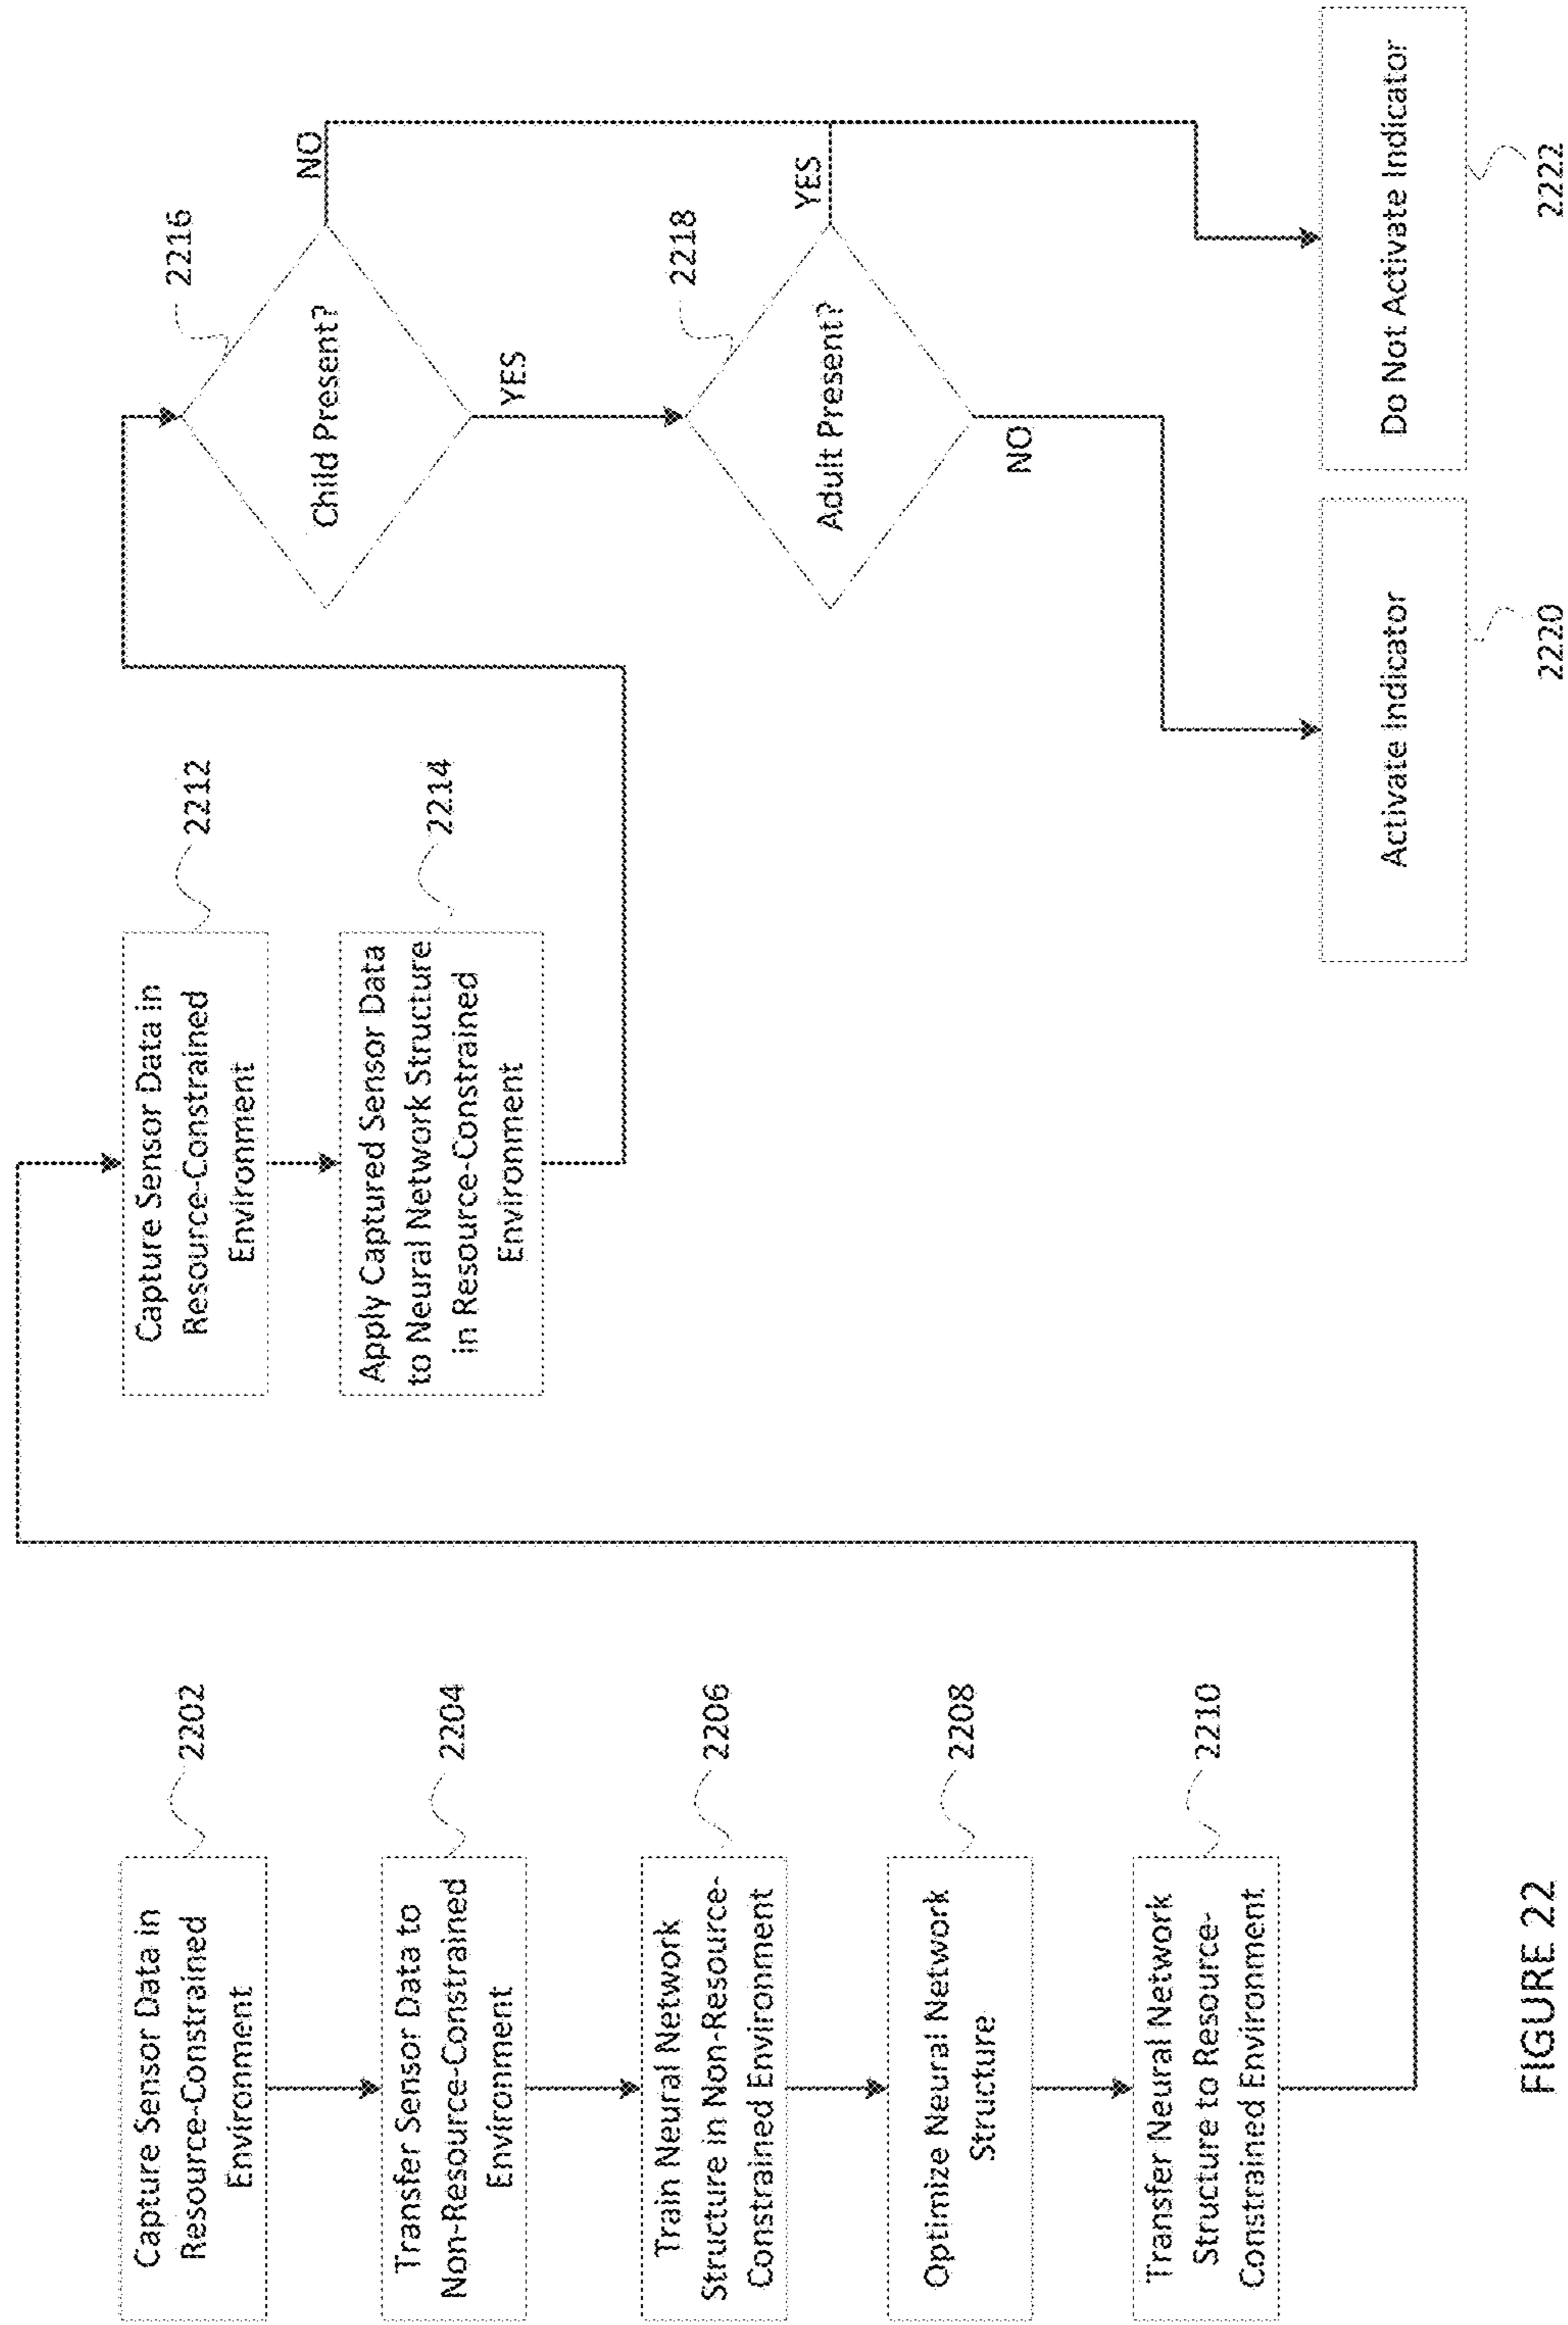 Capture Sensor Data in
Resource-Constrained
Environment
2202
Transfer Sensor Data to
Non-Resource-Constrained
Environment
2204
Train Neural Network
Structure in Non-Resource-
Constrained Environment
2206
Optimize Neural Network
Structure
2208
Transfer Neural Network
Structure to Resource-
Constrained Environment
2210
Capture Sensor Data in
Resource-Constrained
Environment
2212
Apply Captured Sensor Data
to Neural Network Structure
in Resource-Constrained
Environment
2214
Child Present?
2216
NO
YES
Adult Present?
2218
YES
NO
Activate Indicator
2220
Do Not Activate Indicator
2222
FIGURE 22